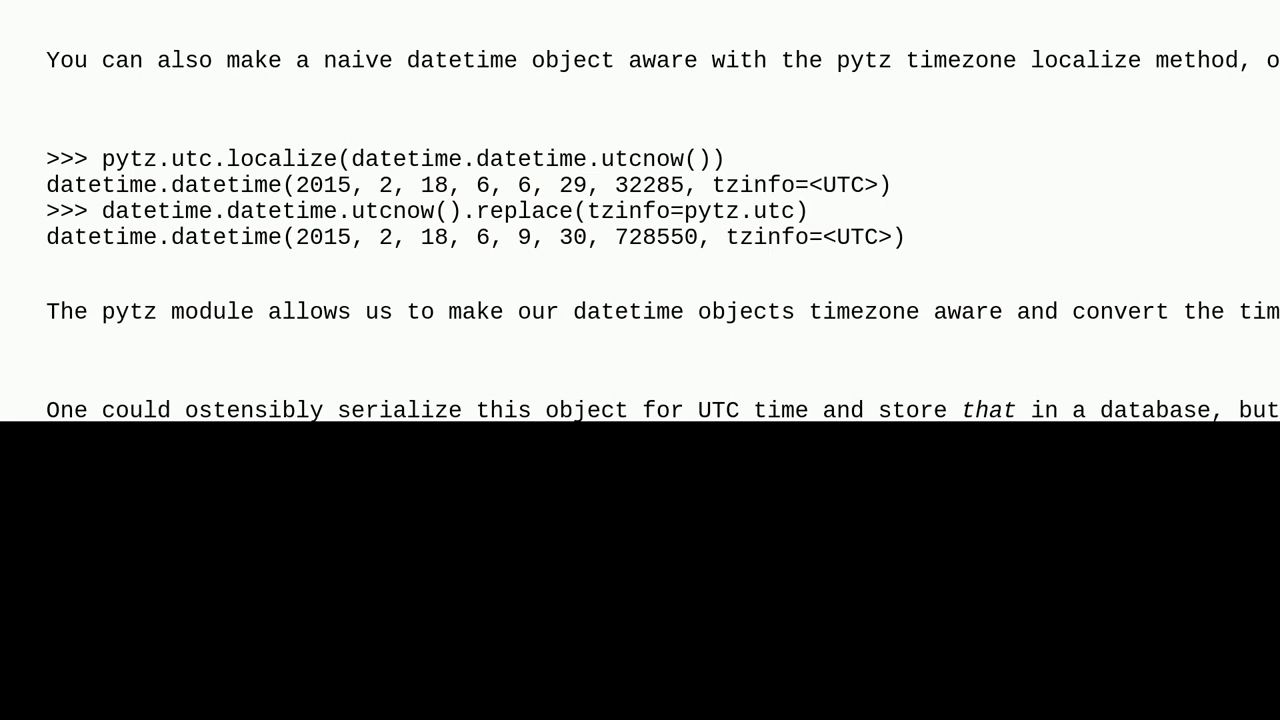 You can also make a naive datetime object aware with the pytz timezone localize method, o
>>> pytz.utc.localize(datetime.datetime.utcnow())
datetime.datetime(2015, 2, 18, 6, 6, 29, 32285, tzinfo=<UTC>)
>>> datetime.datetime.utcnow().replace(tzinfo=pytz.utc)
datetime.datetime(2015, 2, 18, 6, 9, 30, 728550, tzinfo=<UTC>)
The pytz module allows us to make our datetime objects timezone aware and convert the tim
One could ostensibly serialize this object for UTC time and store that in a database, but